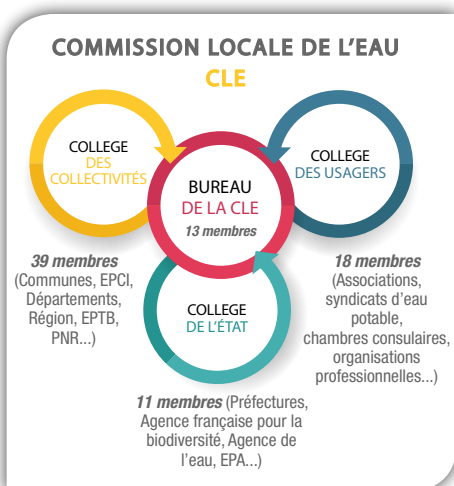 COMMISSION LOCALE DE L’EAU
CLE
COLLEGE
DES
COLLECTIVITÉS
BUREAU
DE LA CLE
13 membres
COLLEGE
DES USAGERS
39 membres
(Communes, EPCI,
Départements,
Région, EPTB,
PNR...)
COLLEGE
DE L’ÉTAT
18 membres
(Associations,
syndicats d’eau
potable,
chambres consulaires,
organisations
professionnelles...)
11 membres (Préfectures,
Agence française pour la
biodiversité, Agence de
l’eau, EPA...)